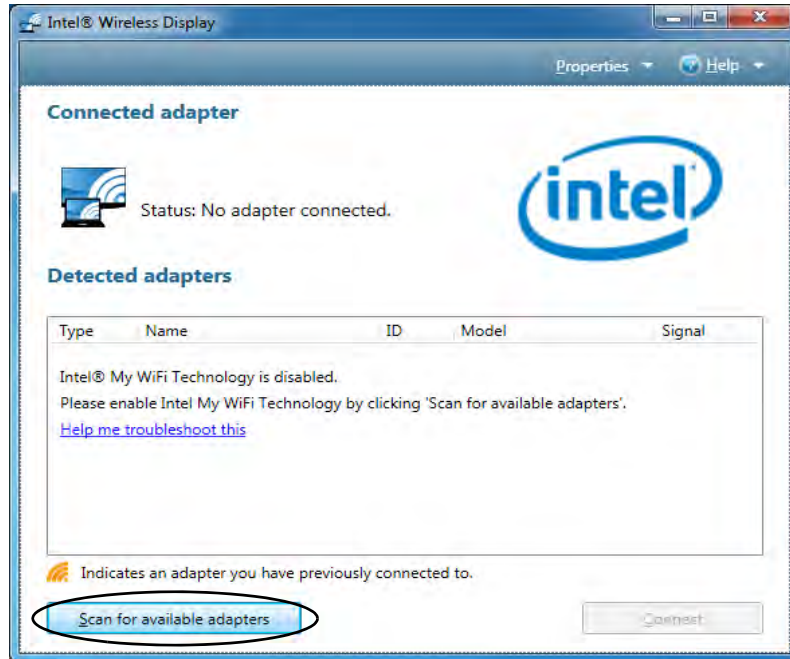 Intel® Wireless Display
Properties Help
Connected adapter
intel
Status: No adapter connected.
Detected adapters
Type Name ID Model Signal
Intel® My WiFi Technology is disabled.
Please enable Intel My WiFi Technology by clicking 'Scan for available adapters'.
Help me troubleshoot this
Indicates an adapter you have previously connected to.
Scan for available adapters Connect